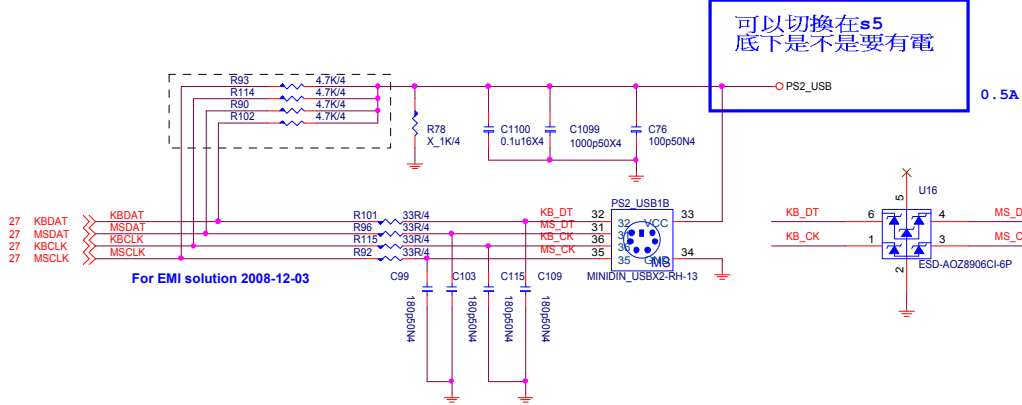 可以切換在s5
底下是不是要有電
PS2_USB
0.5A
R93 4.7K/4
R114 4.7K/4
R90 4.7K/4
R102 4.7K/4
R78
X_1K/4
C1100
0.1u16X4
C1099
1000p50X4
C76
100p50N4
27 KBDAT KBDAT
27 MSDAT MSDAT
27 KBCLK KBCLK
27 MSCLK MSCLK
For EMI solution 2008-12-03
R101 33R/4
R96 33R/4
R115 33R/4
R92 33R/4
C99
C103
C115
C109
180p50N4
180p50N4
180p50N4
180p50N4
PS2_USB1B
KB_DT 32
MS_DT 31
KB_CK 36
MS_CK 35
32 VCC 33
35 GND 34
MS
MINIDIN_USBX2-RH-13
U16
5
KB_DT 6
4
KB_CK 1
3
2
ESD-AOZ8906CI-6P